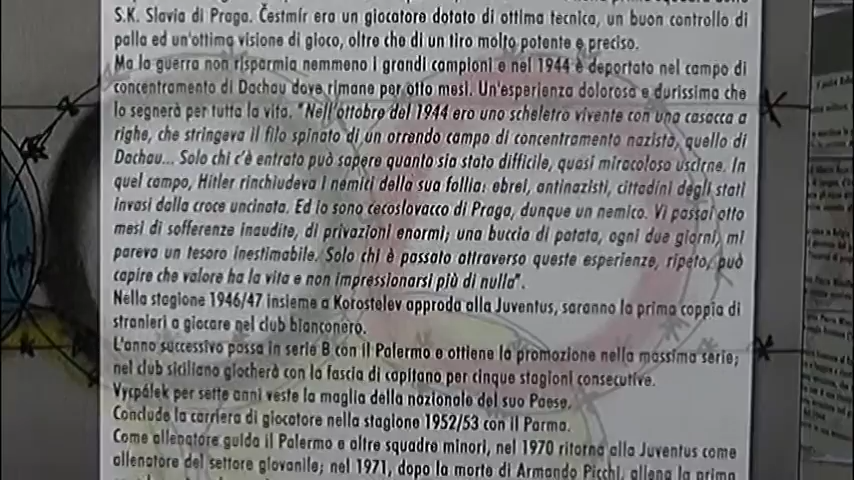 S.K. Slavia di Praga. Čestmír era un giocatore dotato di ottima tecnica, un buon controllo di
palla ed un'ottima visione di gioco, oltre che di un tiro molto potente e preciso.
Ma la guerra non risparmia nemmeno i grandi campioni e nel 1944 è deportato nel campo di
concentramento di Dachau dove rimane per otto mesi. Un'esperienza dolorosa e durissima che
lo segnerà per tutta la vita. "Nell'ottobre del 1944 ero uno scheletro vivente con una casacca a
righe, che stringeva il filo spinato di un orrendo campo di concentramento nazista, quello di
Dachau... Solo chi c'è entrato può sapere quanto sia stato difficile, quasi miracoloso uscirne. In
quel campo, Hitler rinchiudeva i nemici della sua follia: ebrei, antinazisti, cittadini degli stati
invasi dalla croce uncinata. Ed io sono cecoslovacco di Praga, dunque un nemico. Vi passai otto
mesi di sofferenze inaudite, di privazioni enormi; una buccia di patata, ogni due giorni, mi
pareva un tesoro inestimabile. Solo chi è passato attraverso queste esperienze, ripeto, può
capire che valore ha la vita e non impressionarsi più di nulla".
Nella stagione 1946/47 insieme a Korostelev approda alla Juventus, saranno la prima coppia di
stranieri a giocare nel club bianconero.
L'anno successivo passa in serie B con il Palermo e ottiene la promozione nella massima serie;
nel club siciliano giocherà con la fascia di capitano per cinque stagioni consecutive.
Vycpálek per sette anni veste la maglia della nazionale del suo Paese.
Conclude la carriera di giocatore nella stagione 1952/53 con il Parma.
Come allenatore guida il Palermo e altre squadre minori, nel 1970 ritorna alla Juventus come
allenatore del settore giovanile; nel 1971, dopo la morte di Armando Picchi, allena la prima